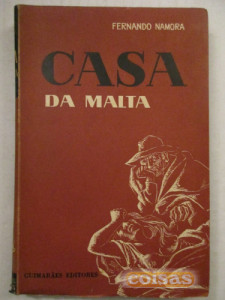 FERNANDO NAMORA
CASA
DA MALTA
GUIMARÃES EDITORES
coisas